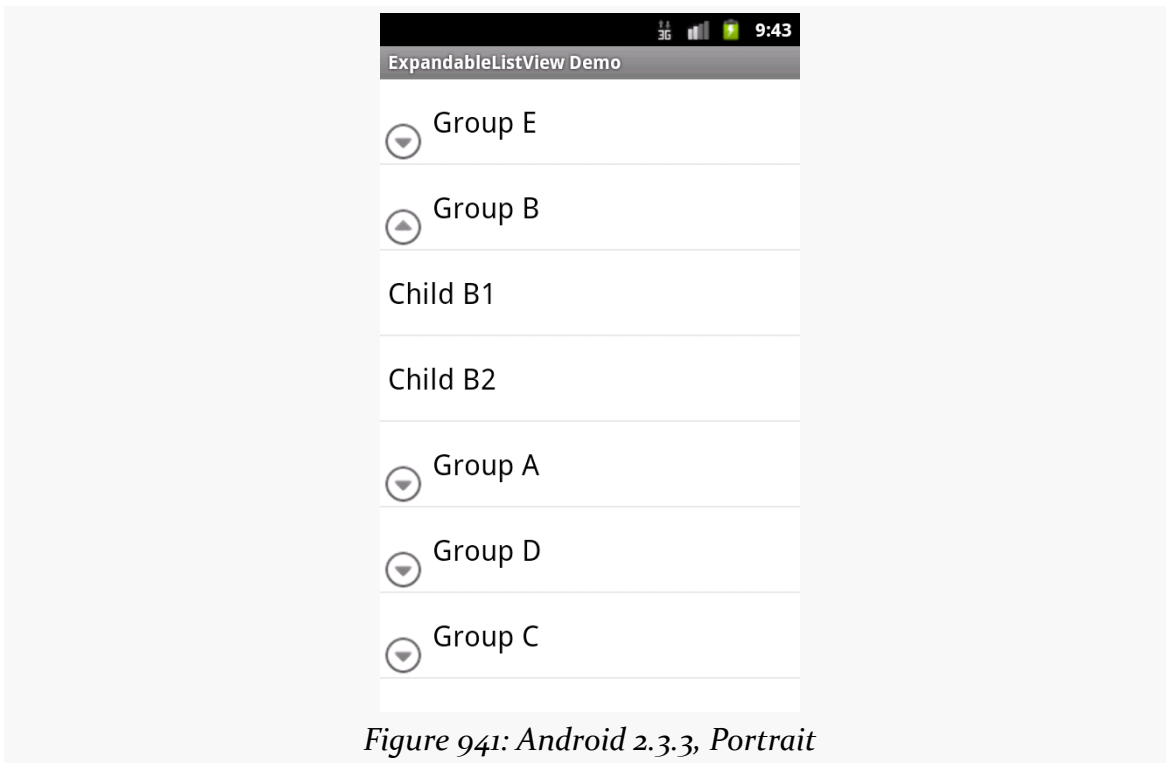 3G 9:43
ExpandableListView Demo
Group E
Group B
Child B1
Child B2
Group A
Group D
Group C
Figure 941: Android 2.3.3, Portrait